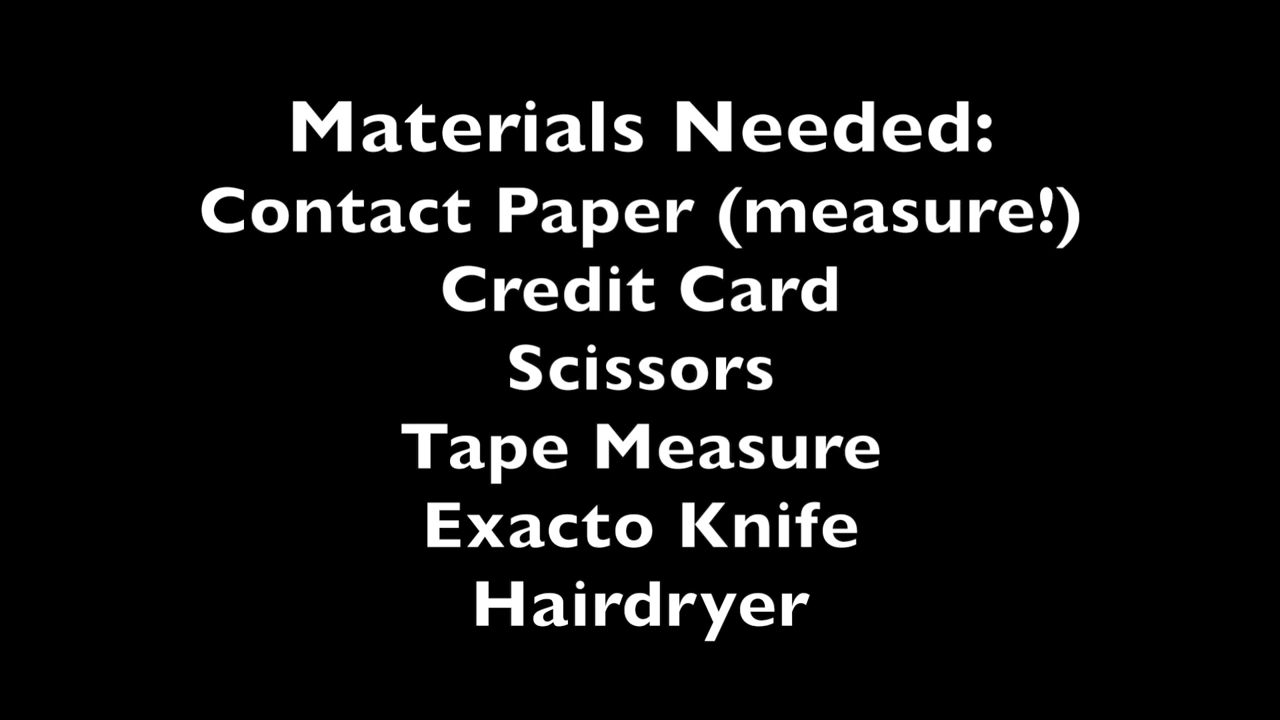 Materials Needed:
Contact Paper (measure!)
Credit Card
Scissors
Tape Measure
Exacto Knife
Hairdryer